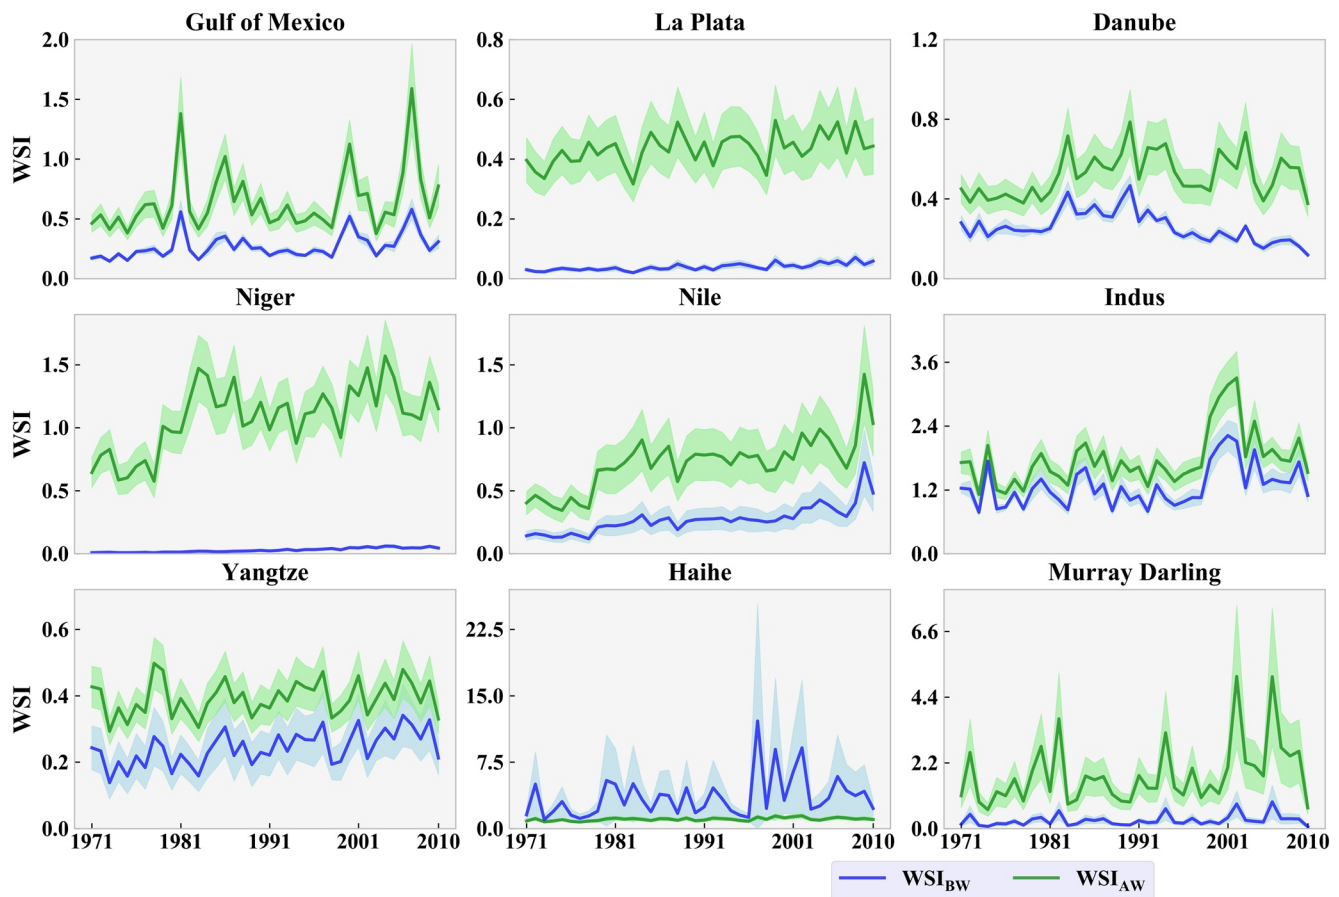 Gulf of Mexico
La Plata
Danube
WSI
2.0
1.5
1.0
0.5
0.0
0.8
0.6
0.4
0.2
0.0
1.2
0.8
0.4
0.0
Niger
Nile
Indus
WSI
1.5
1.0
0.5
0.0
1.5
1.0
0.5
0.0
3.6
2.4
1.2
0.0
Yangtze
Haihe
Murray Darling
WSI
0.6
0.4
0.2
0.0
22.5
15.0
7.5
0.0
6.6
4.4
2.2
0.0
1971 1981 1991 2001 2010
1971 1981 1991 2001 2010
1971 1981 1991 2001 2010
WSI_BW WSI_AW